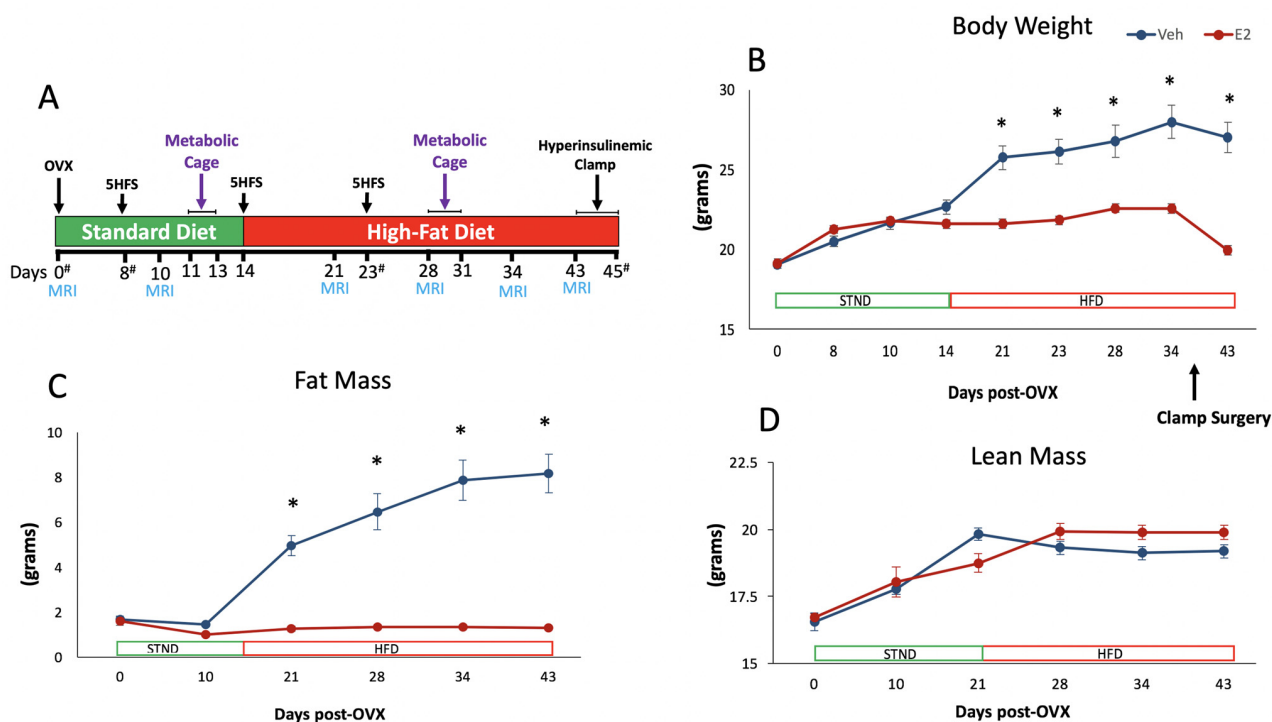 A
OVX
5HFS
Metabolic
Cage
5HFS
5HFS
Metabolic
Cage
Hyperinsulinemic
Clamp
Standard Diet
High-Fat Diet
Days 0# 8# 10 11 13 14 21 23# 28 31 34 43 45#
MRI MRI MRI MRI MRI MRI
B
Body Weight
Veh E2
* * * * *
30
25
20
15
(grams)
STND HFD
0 8 10 14 21 23 28 34 43
Days post-OVX
Clamp Surgery
C
Fat Mass
* * * *
10
8
6
4
2
0
(grams)
STND HFD
0 10 21 28 34 43
Days post-OVX
D
Lean Mass
22.5
20
17.5
15
(grams)
STND HFD
0 10 21 28 34 43
Days post-OVX